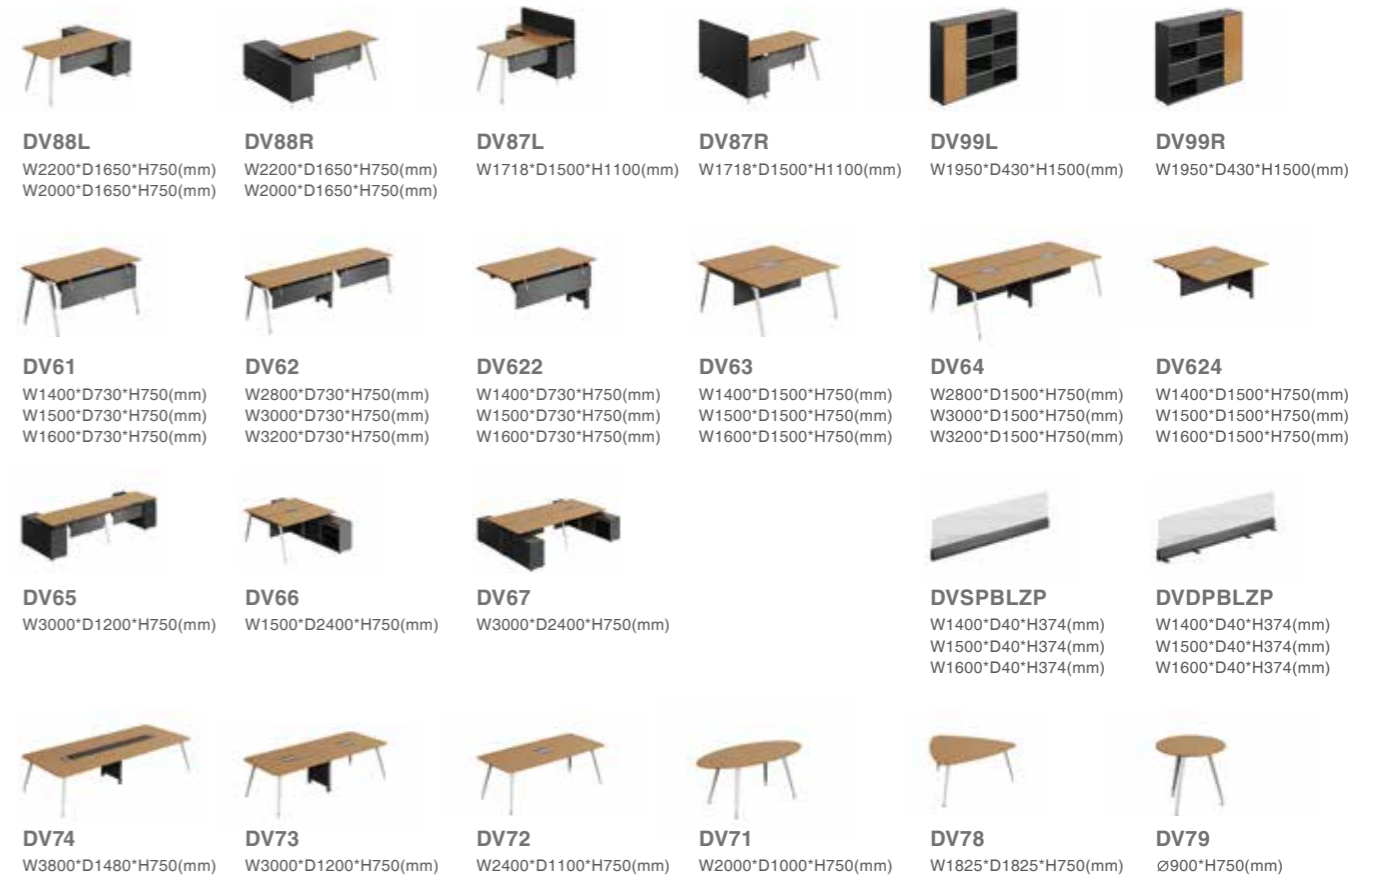 DV88L DV88R DV87L DV87R DV99L DV99R
W2200*D1650*H750(mm) W2200*D1650*H750(mm) W1718*D1500*H1100(mm) W1718*D1500*H1100(mm) W1950*D430*H1500(mm) W1950*D430*H1500(mm)
W2000*D1650*H750(mm) W2000*D1650*H750(mm)
DV61 DV62 DV622 DV63 DV64 DV624
W1400*D730*H750(mm) W2800*D730*H750(mm) W1400*D730*H750(mm) W1400*D1500*H750(mm) W2800*D1500*H750(mm) W1400*D1500*H750(mm)
W1500*D730*H750(mm) W3000*D730*H750(mm) W1500*D730*H750(mm) W1500*D1500*H750(mm) W3000*D1500*H750(mm) W1500*D1500*H750(mm)
W1600*D730*H750(mm) W3200*D730*H750(mm) W1600*D730*H750(mm) W1600*D1500*H750(mm) W3200*D1500*H750(mm) W1600*D1500*H750(mm)
DV65 DV66 DV67 DVSPBLZP DVDPBLZP
W3000*D1200*H750(mm) W1500*D2400*H750(mm) W3000*D2400*H750(mm) W1400*D40*H374(mm) W1400*D40*H374(mm)
W1500*D40*H374(mm) W1500*D40*H374(mm)
W1600*D40*H374(mm) W1600*D40*H374(mm)
DV74 DV73 DV72 DV71 DV78 DV79
W3800*D1480*H750(mm) W3000*D1200*H750(mm) W2400*D1100*H750(mm) W2000*D1000*H750(mm) W1825*D1825*H750(mm) Ø900*H750(mm)